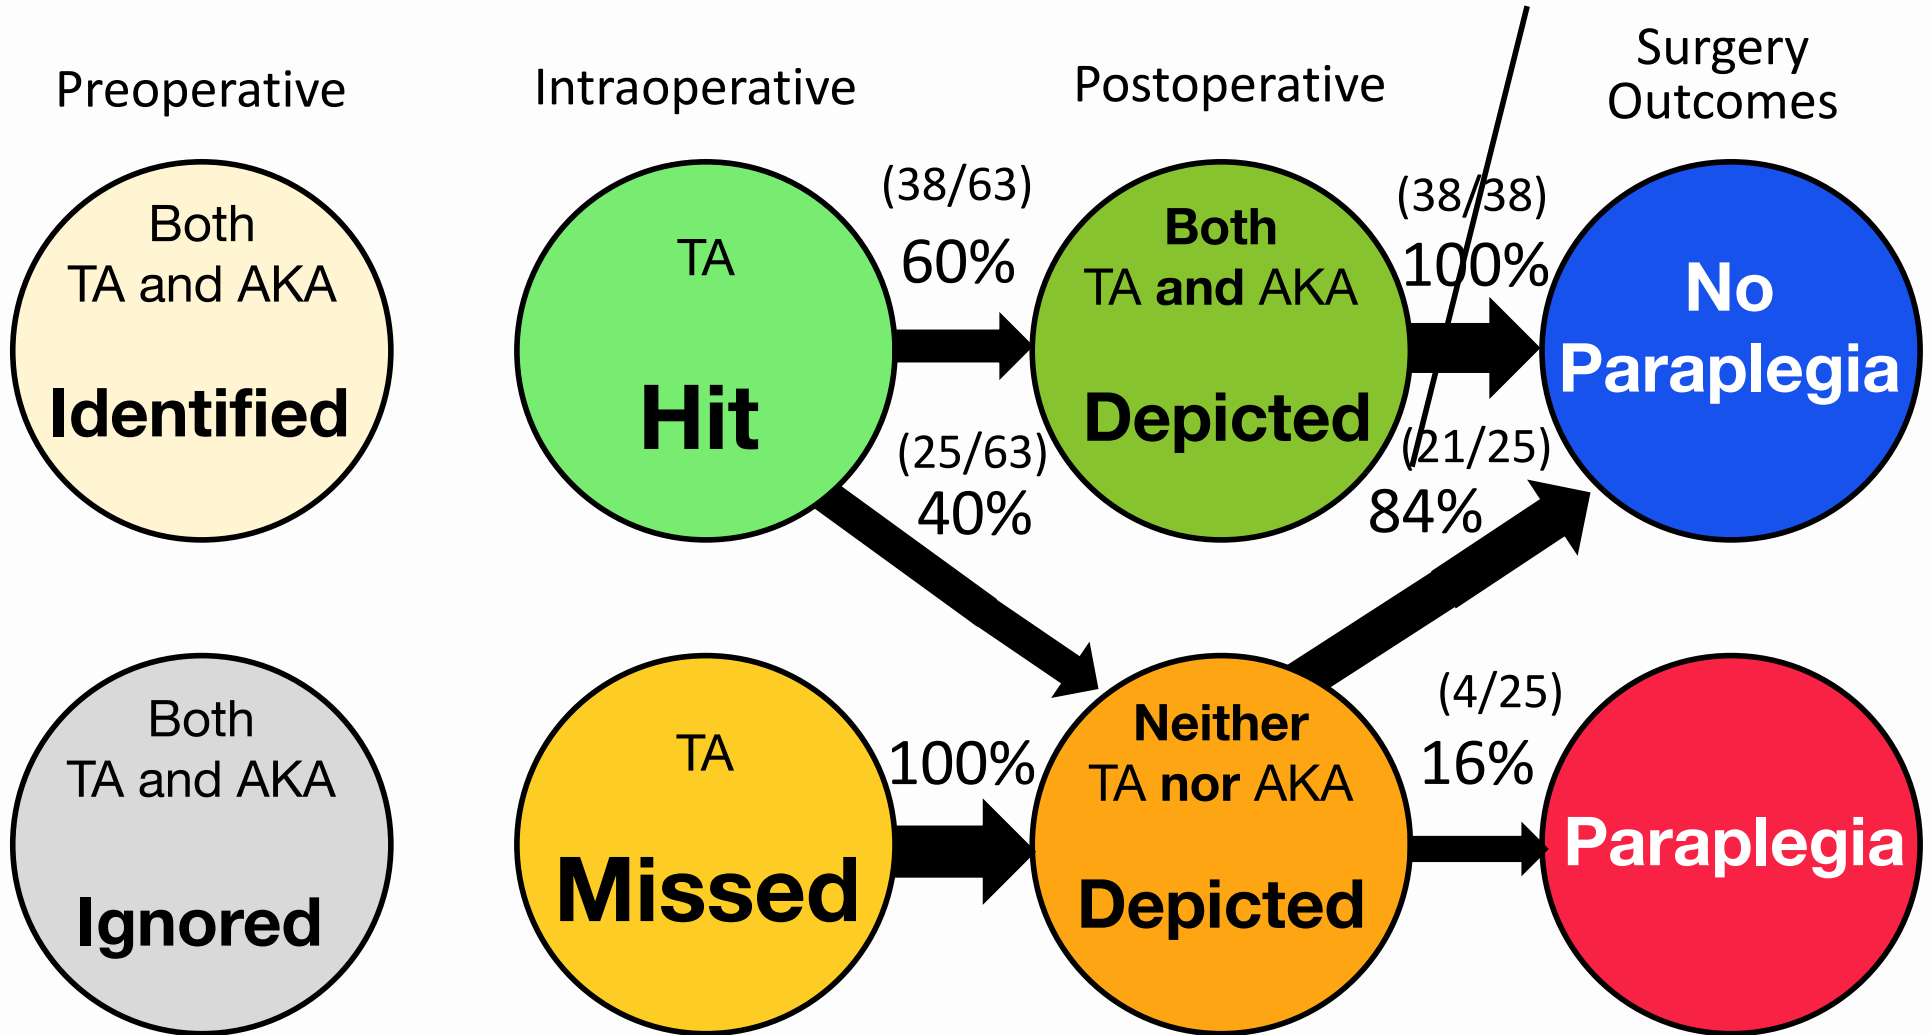 Preoperative
Intraoperative
Postoperative
Surgery
Outcomes
Both
TA and AKA
Identified
TA
Hit
(38/63)
60%
(25/63)
40%
Both
TA and AKA
Depicted
(38/38)
100%
(21/25)
84%
No
Paraplegia
Both
TA and AKA
Ignored
TA
Missed
100%
Neither
TA nor AKA
Depicted
(4/25)
16%
Paraplegia